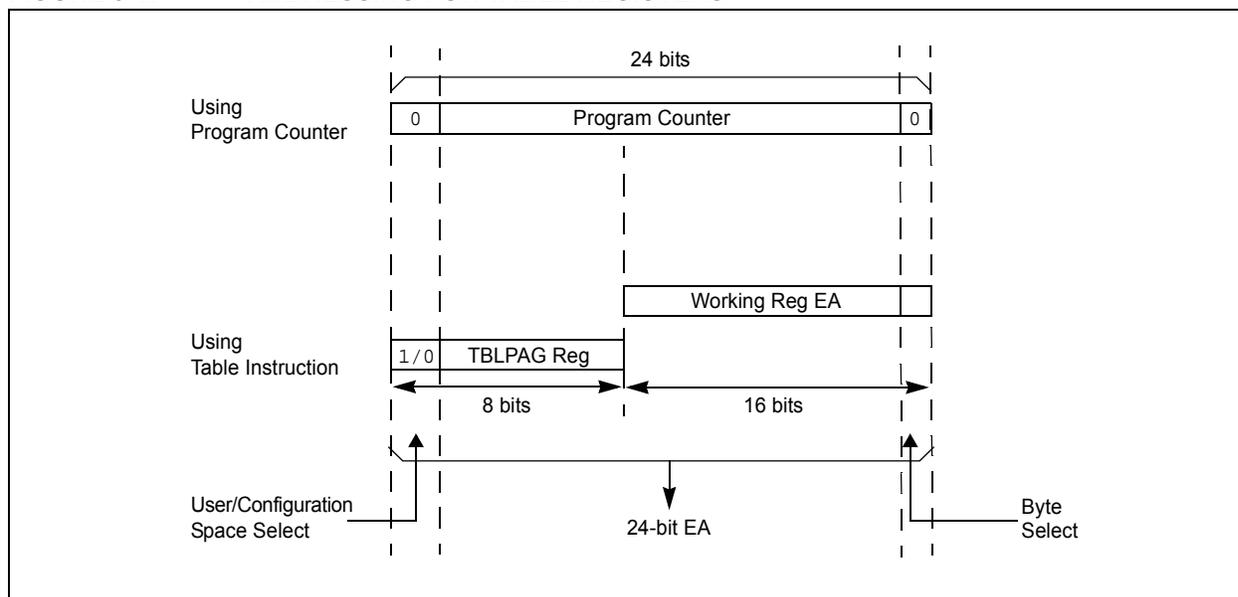 24 bits
Using
Program Counter
0
Program Counter
0
Working Reg EA
Using
Table Instruction
1/0
TBLPAG Reg
8 bits
16 bits
User/Configuration
Space Select
24-bit EA
Byte
Select